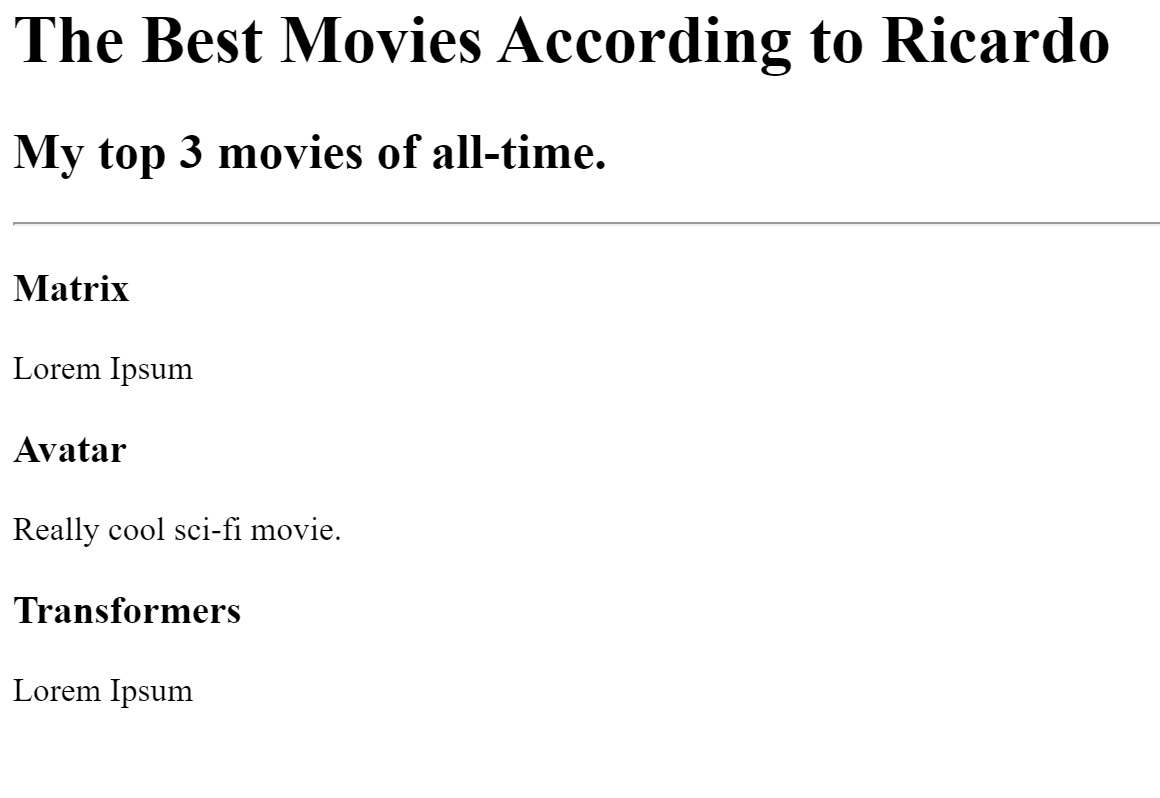 The Best Movies According to Ricardo
My top 3 movies of all-time.
Matrix
Lorem Ipsum
Avatar
Really cool sci-fi movie.
Transformers
Lorem Ipsum